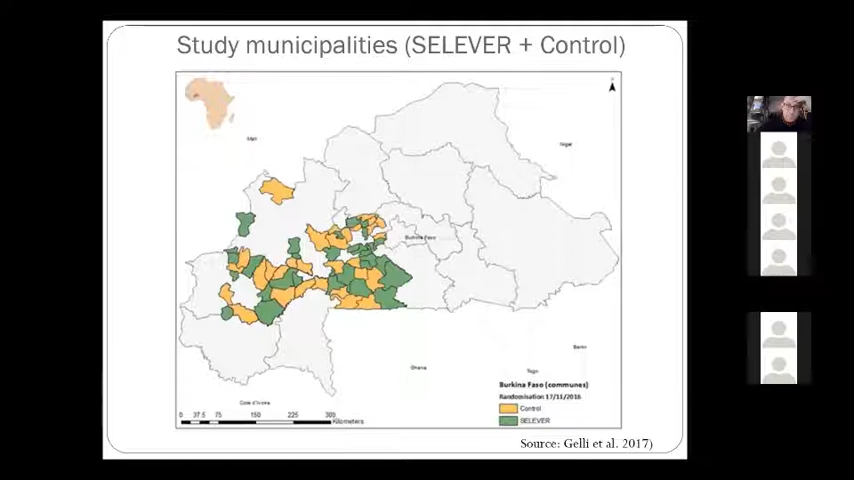 Study municipalities (SELEVER + Control)
N
Mali
Niger
Burkina Faso
Benin
Togo
Ghana
Cote d'Ivoire
Burkina Faso (communes)
Randomisation 17/11/2016
Control
SELEVER
0 37.5 75 150 225 300
Kilometers
Source: Gelli et al. 2017)